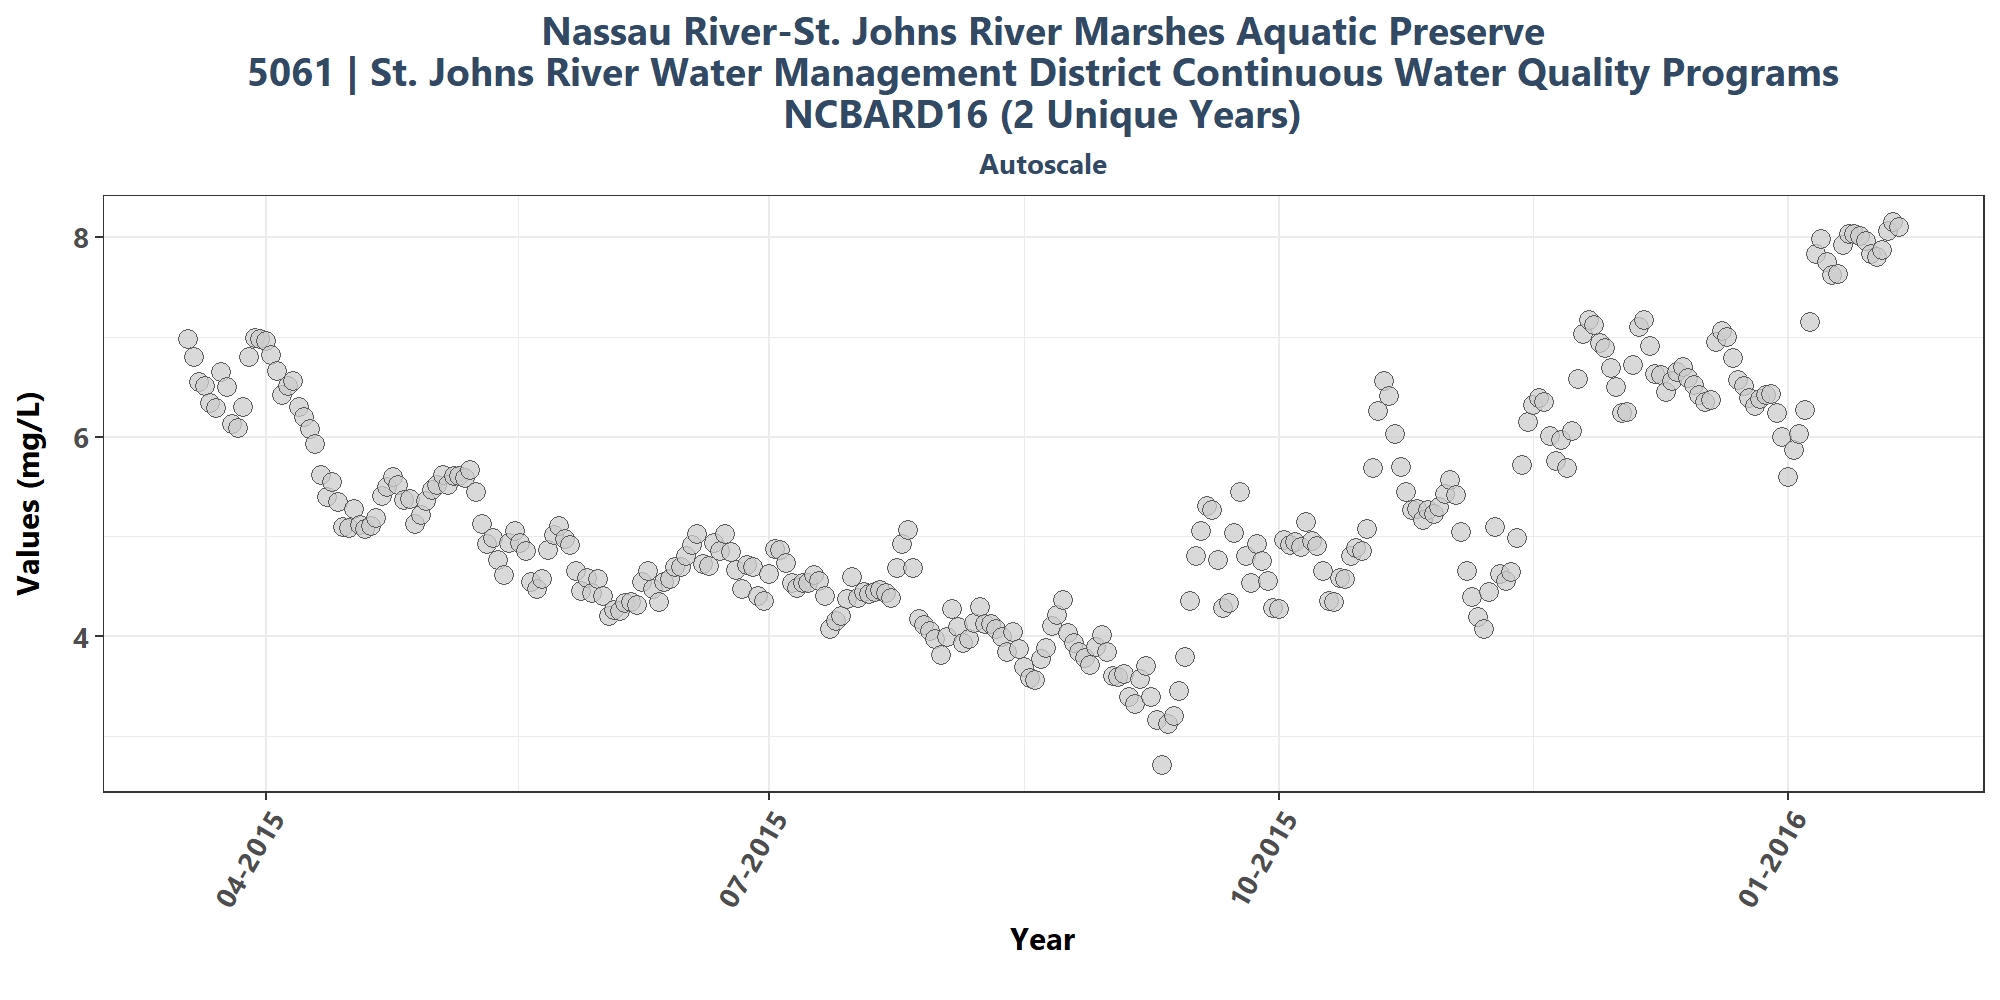 Nassau River-St. Johns River Marshes Aquatic Preserve
5061 | St. Johns River Water Management District Continuous Water Quality Programs
NCBARD16 (2 Unique Years)
Autoscale
Values (mg/L)
8
6
4
04-2015
07-2015
10-2015
01-2016
Year